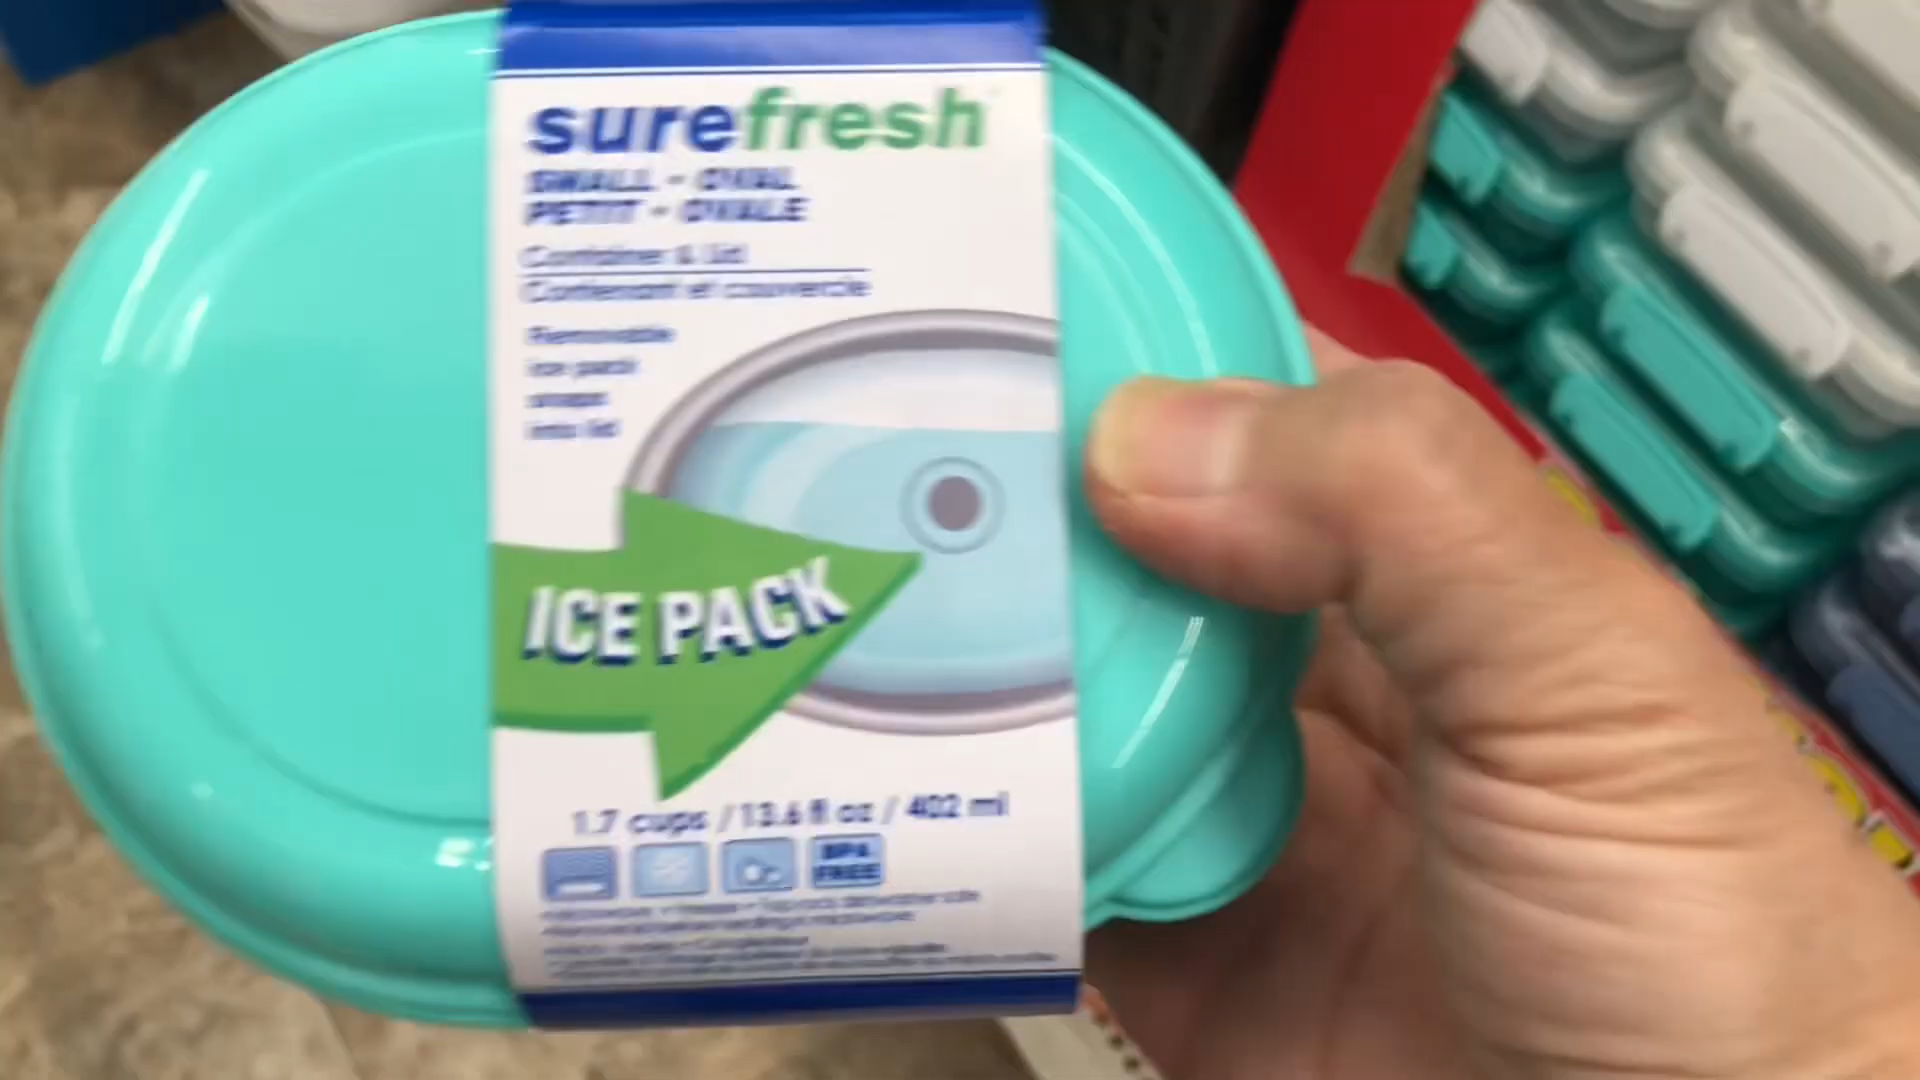 surefresh
SMALL - OVAL
PETIT - OVALE
Container & lid
Contenant et couvercle
Removable
ice pack
snaps
into lid
ICE PACK
1.7 cups / 13.6 fl oz / 402 ml
BPA
FREE